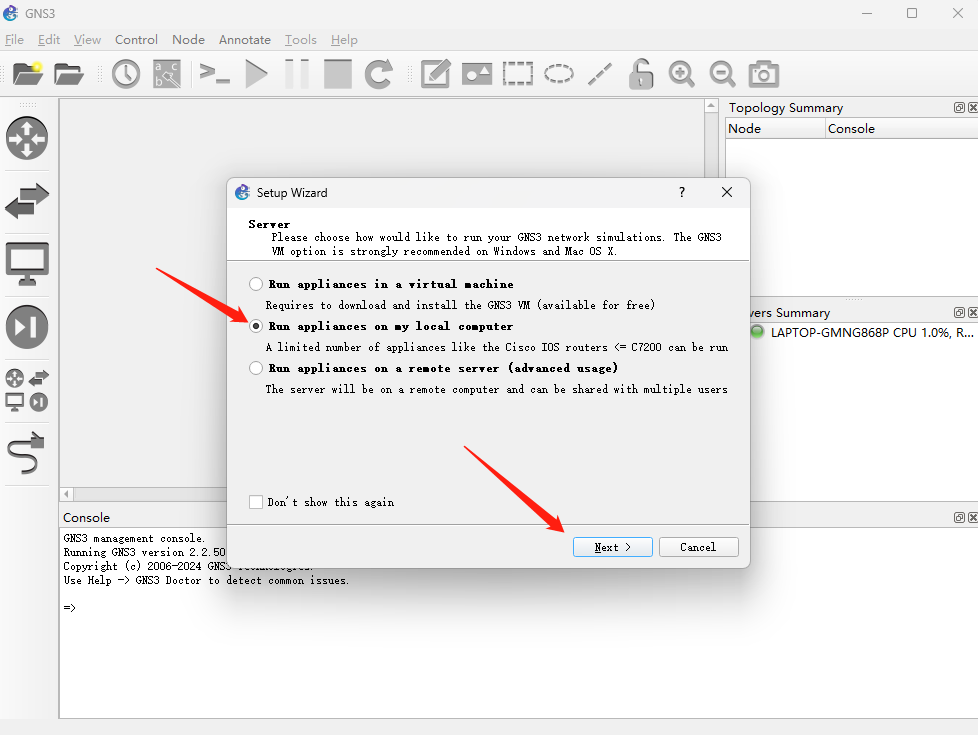 GNS3
File Edit View Control Node Annotate Tools Help
Topology Summary
Node Console
Setup Wizard
?
Server
Please choose how would like to run your GNS3 network simulations. The GNS3
VM option is strongly recommended on Windows and Mac OS X.
Run appliances in a virtual machine
Requires to download and install the GNS3 VM (available for free)
Run appliances on my local computer
A limited number of appliances like the Cisco IOS routers <= C7200 can be run
Run appliances on a remote server (advanced usage)
The server will be on a remote computer and can be shared with multiple users
Don't show this again
Next >
Cancel
vers Summary
LAPTOP-GMNG868P CPU 1.0%, R...
Console
GNS3 management console.
Running GNS3 version 2.2.50
Copyright (c) 2006-2024 GNS3 Technologies.
Use Help -> GNS3 Doctor to detect common issues.
=>